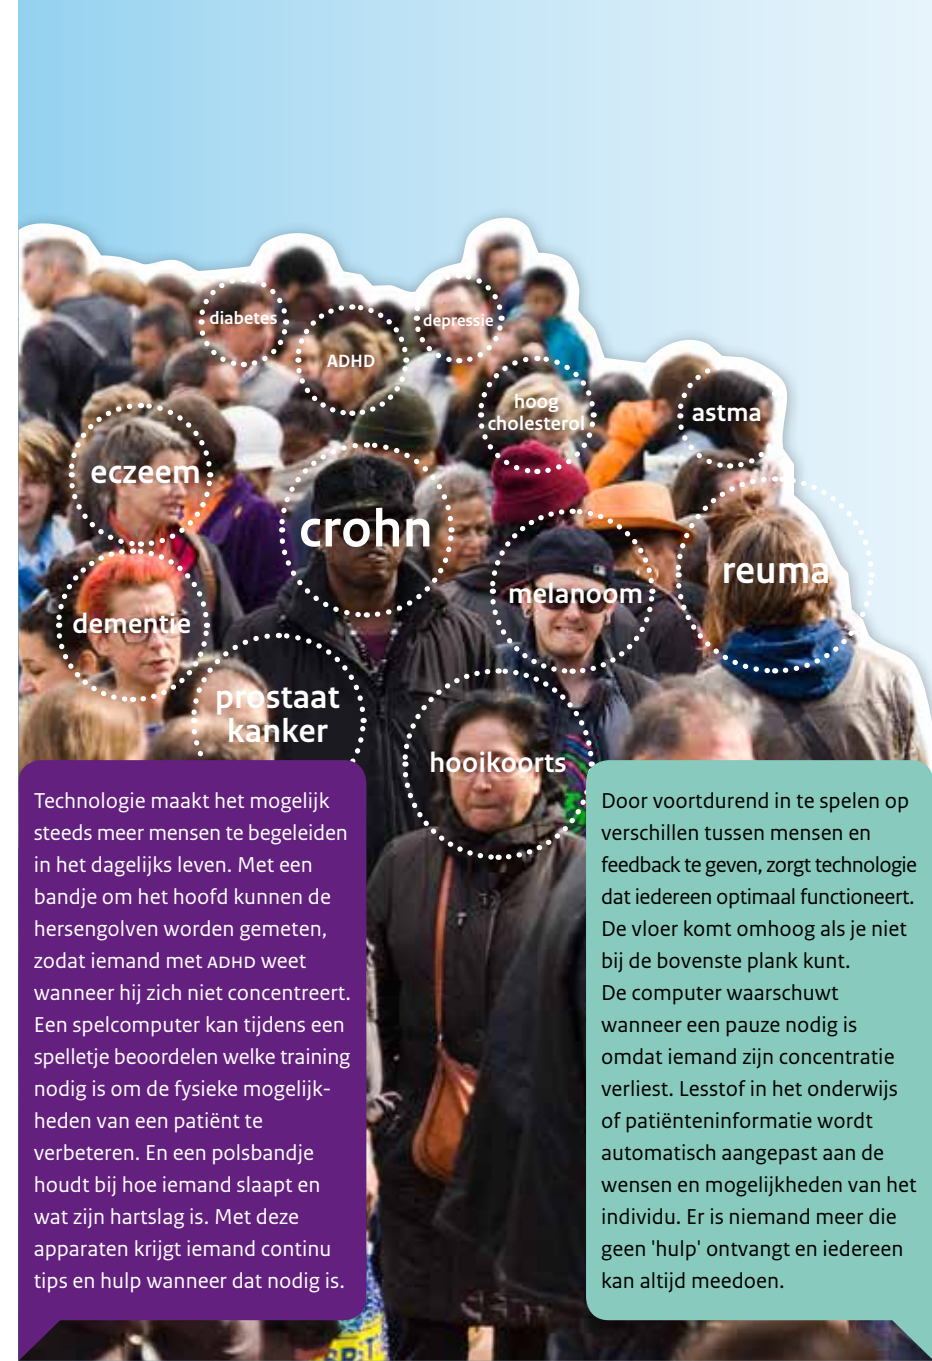 diabetes
ADHD
depressie
hoog
cholesterol
astma
eczeem
crohn
reuma
melanoom
dementie
prostaat
kanker
hooikoorts
Technologie maakt het mogelijk
steeds meer mensen te begeleiden
in het dagelijks leven. Met een
bandje om het hoofd kunnen de
hersengolven worden gemeten,
zodat iemand met ADHD weet
wanneer hij zich niet concentreert.
Een spelcomputer kan tijdens een
spelletje beoordelen welke training
nodig is om de fysieke mogelijk-
heden van een patiënt te
verbeteren. En een polsbandje
houdt bij hoe iemand slaapt en
wat zijn hartslag is. Met deze
apparaten krijgt iemand continu
tips en hulp wanneer dat nodig is.
Door voortdurend in te spelen op
verschillen tussen mensen en
feedback te geven, zorgt technologie
dat iedereen optimaal functioneert.
De vloer komt omhoog als je niet
bij de bovenste plank kunt.
De computer waarschuwt
wanneer een pauze nodig is
omdat iemand zijn concentratie
verliest. Lesstof in het onderwijs
of patiënteninformatie wordt
automatisch aangepast aan de
wensen en mogelijkheden van het
individu. Er is niemand meer die
geen 'hulp' ontvangt en iedereen
kan altijd meedoen.